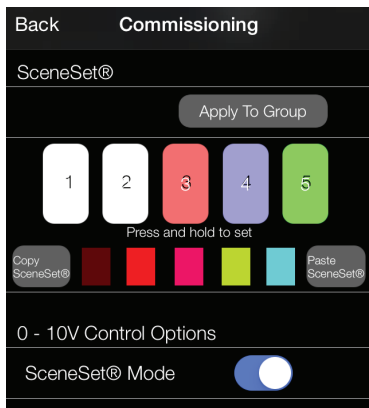 Back Commissioning
SceneSet®
Apply To Group
1 2 3 4 5
Press and hold to set
Copy
SceneSet®
Paste
SceneSet®
0 - 10V Control Options
SceneSet® Mode